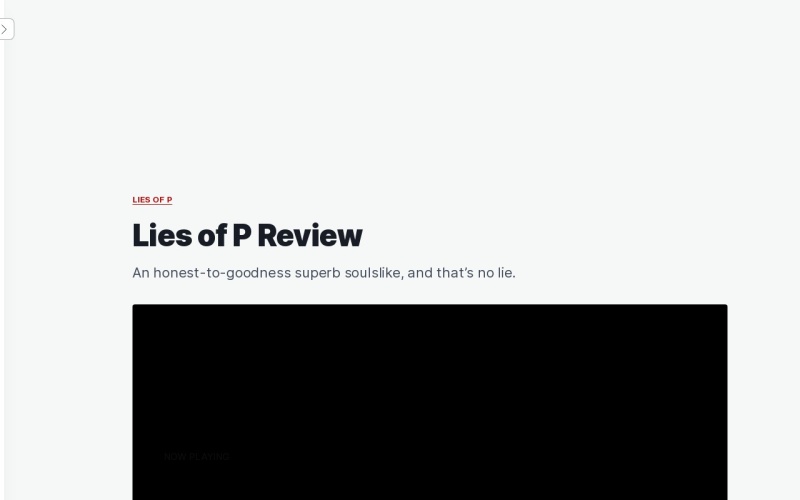 LIES OF P
Lies of P Review
An honest-to-goodness superb soulslike, and that’s no lie.
NOW PLAYING